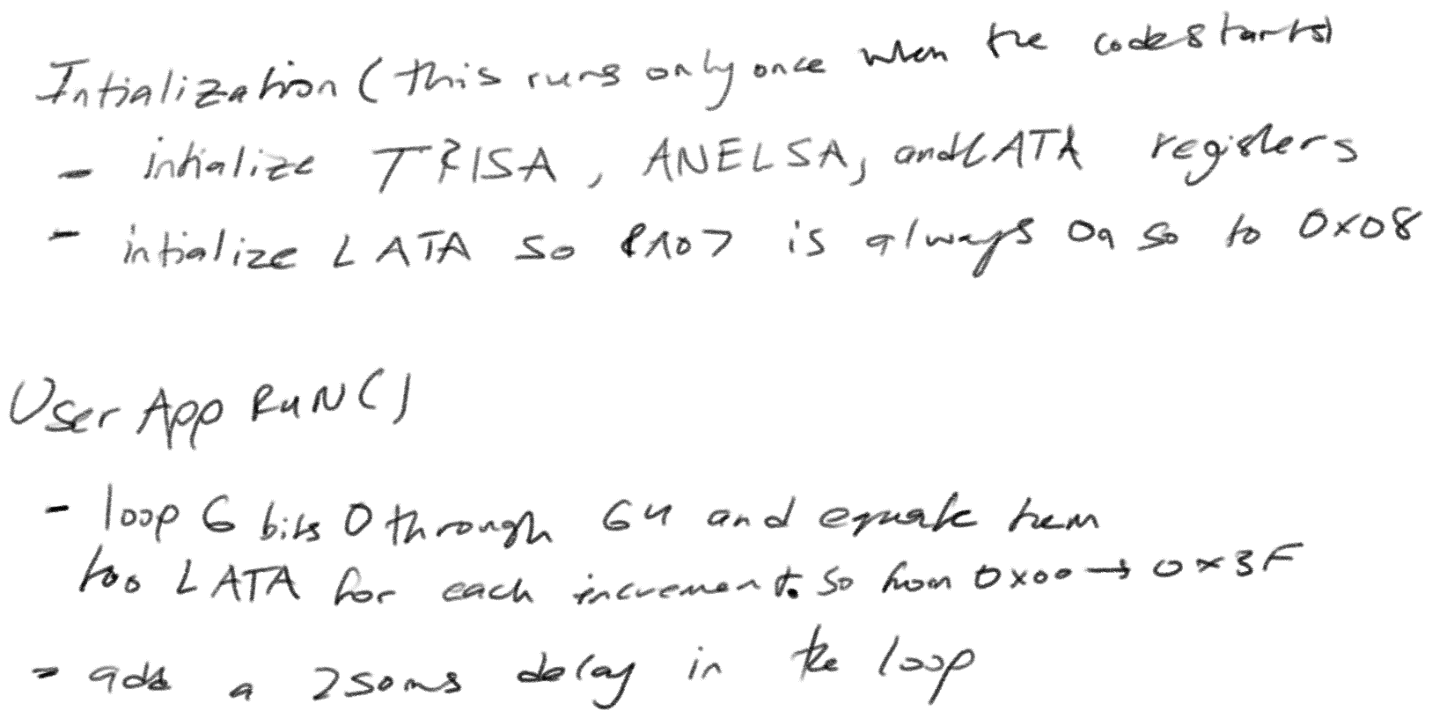 Intialization (this runs only once when the code starts)
- intialize TRISA, ANELSA, and LATA registers
- intialize LATA so is always on so to 0x08
User App RUN()
- loop 6 bits 0 through 64 and equate them
too LATA for each increment. So from 0x00 → 0x3F
- add a 250ms delay in the loop